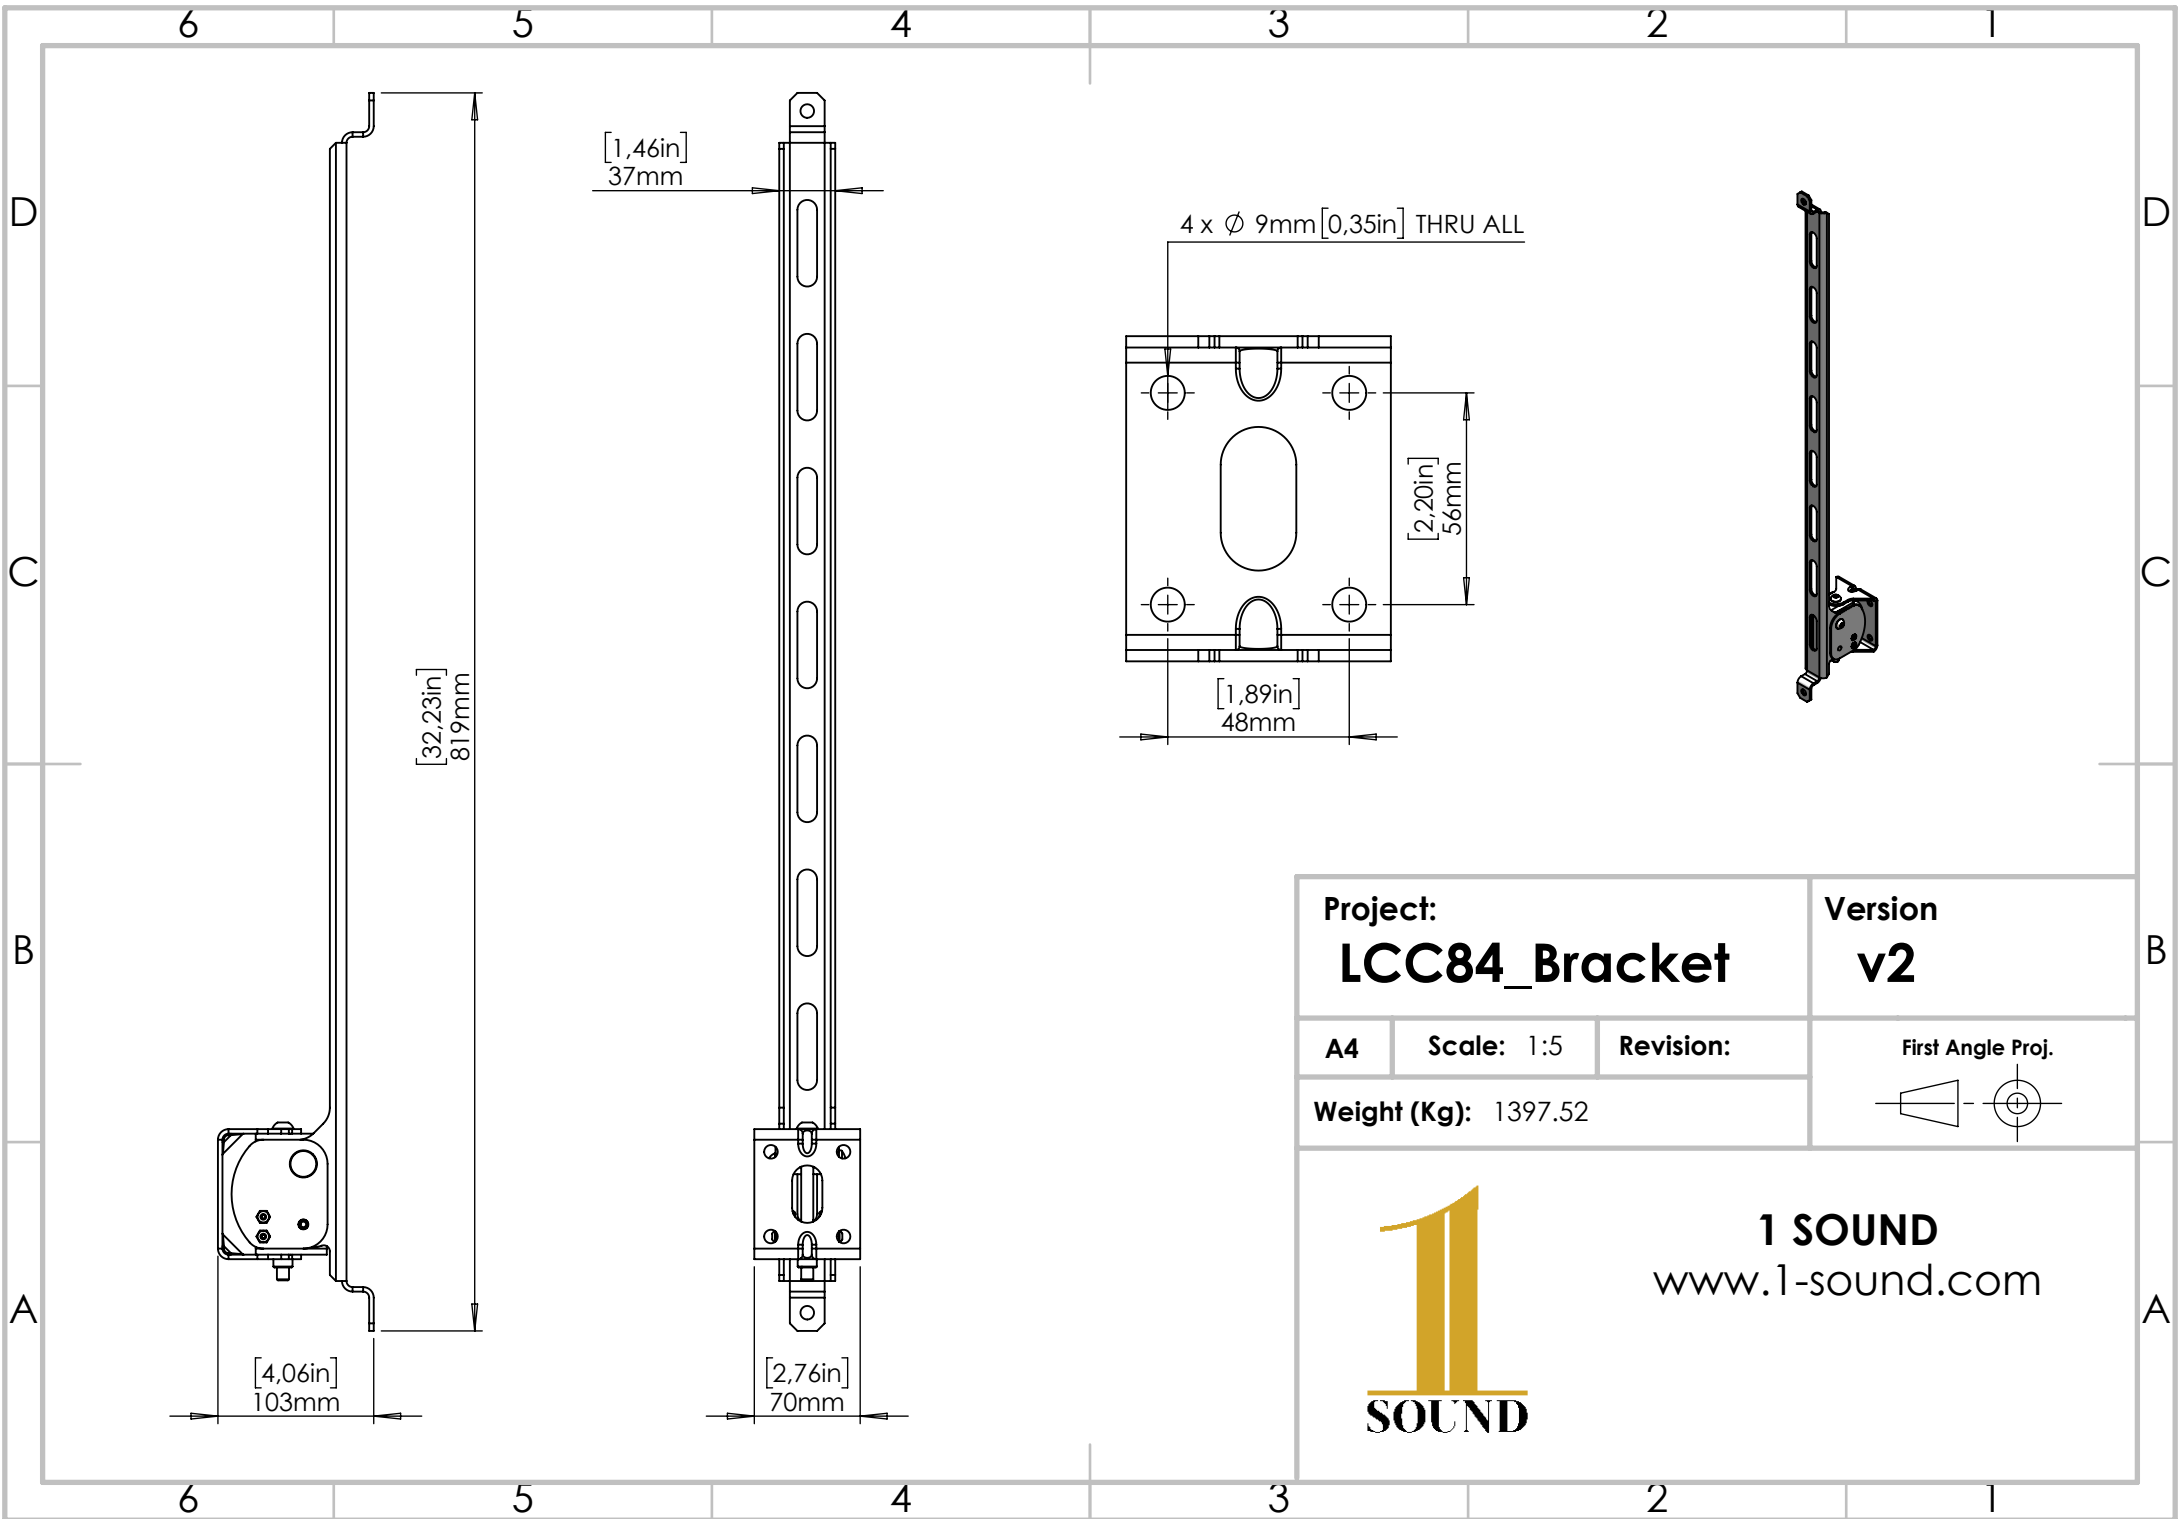 6 5 4 3 2 1
D D
C C
B B
A A
[1,46in]
37mm
4 x Ø 9mm[0,35in] THRU ALL
[2,20in]
56mm
[1,89in]
48mm
[32,23in]
819mm
[4,06in]
103mm
[2,76in]
70mm
Project:
LCC84_Bracket
Version
v2
A4
Scale: 1:5
Revision:
First Angle Proj.
Weight (Kg): 1397.52
1
SOUND
1 SOUND
www.1-sound.com
6 5 4 3 2 1